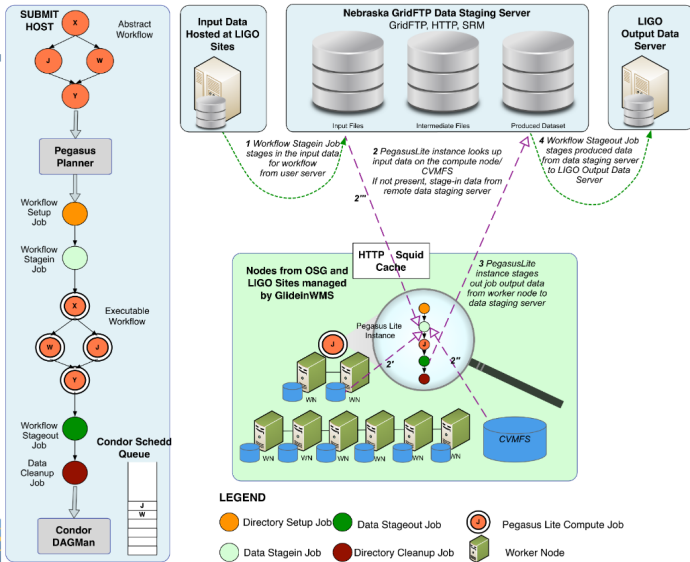 SUBMIT
HOST
Abstract
Workflow
X
J
W
Y
Pegasus
Planner
Workflow
Setup
Job
Workflow
Stagein
Job
X
Executable
Workflow
W
J
Y
Workflow
Stageout
Job
Data
Cleanup
Job
Condor Schedd
Queue
J
W
Condor
DAGMan
Input Data
Hosted at LIGO
Sites
Nebraska GridFTP Data Staging Server
GridFTP, HTTP, SRM
Input Files
Intermediate Files
Produced Dataset
LIGO
Output Data
Server
1 Workflow Stagein Job
stages in the input data
for workflow
from user server
2 PegasusLite instance looks up
input data on the compute node/
CVMFS
If not present, stage-in data from
remote data staging server
4 Workflow Stageout Job
stages produced data
from data staging server
to LIGO Output Data
Server
2'''
HTTP Squid
Cache
Nodes from OSG and
LIGO Sites managed
by GlideInWMS
3 PegasusLite
instance stages
out job output data
from worker node to
data staging server
Pegasus Lite
Instance
J
J
2'
2''
WN
WN
WN
WN
WN
WN
WN
WN
CVMFS
LEGEND
Directory Setup Job
Data Stageout Job
J
Pegasus Lite Compute Job
Data Stagein Job
Directory Cleanup Job
Worker Node